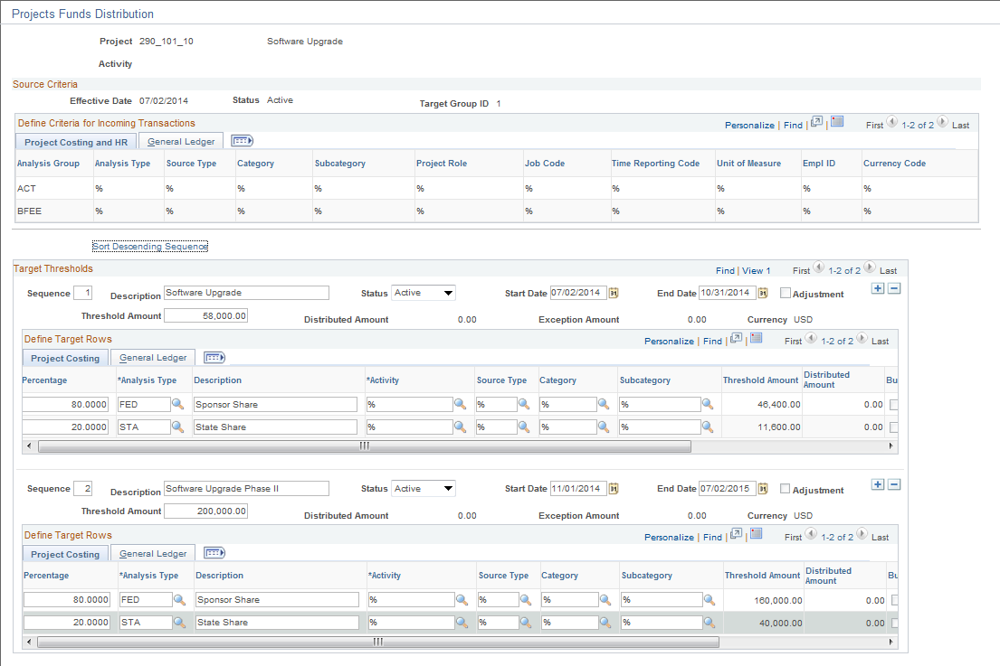 Projects Funds Distribution
Project 290_101_10 Software Upgrade
Activity
Source Criteria
Effective Date 07/02/2014 Status Active Target Group ID 1
Define Criteria for Incoming Transactions Personalize | Find | | First 1-2 of 2 Last
Project Costing and HR General Ledger
Analysis Group Analysis Type Source Type Category Subcategory Project Role Job Code Time Reporting Code Unit of Measure Empl ID Currency Code
ACT % % % % % % % % % %
BFEE % % % % % % % % % %
Sort Descending Sequence
Target Thresholds Find | View 1 First 1-2 of 2 Last
Sequence 1 Description Software Upgrade Status Active Start Date 07/02/2014 End Date 10/31/2014 Adjustment
Threshold Amount 58,000.00 Distributed Amount 0.00 Exception Amount 0.00 Currency USD
Define Target Rows Personalize | Find | | First 1-2 of 2 Last
Project Costing General Ledger
Percentage *Analysis Type Description *Activity Source Type Category Subcategory Threshold Amount Distributed Amount Bu
80.0000 FED Sponsor Share % % % % 46,400.00 0.00
20.0000 STA State Share % % % % 11,600.00 0.00
Sequence 2 Description Software Upgrade Phase II Status Active Start Date 11/01/2014 End Date 07/02/2015 Adjustment
Threshold Amount 200,000.00 Distributed Amount 0.00 Exception Amount 0.00 Currency USD
Define Target Rows Personalize | Find | | First 1-2 of 2 Last
Project Costing General Ledger
Percentage *Analysis Type Description *Activity Source Type Category Subcategory Threshold Amount Distributed Amount Bu
80.0000 FED Sponsor Share % % % % 160,000.00 0.00
20.0000 STA State Share % % % % 40,000.00 0.00